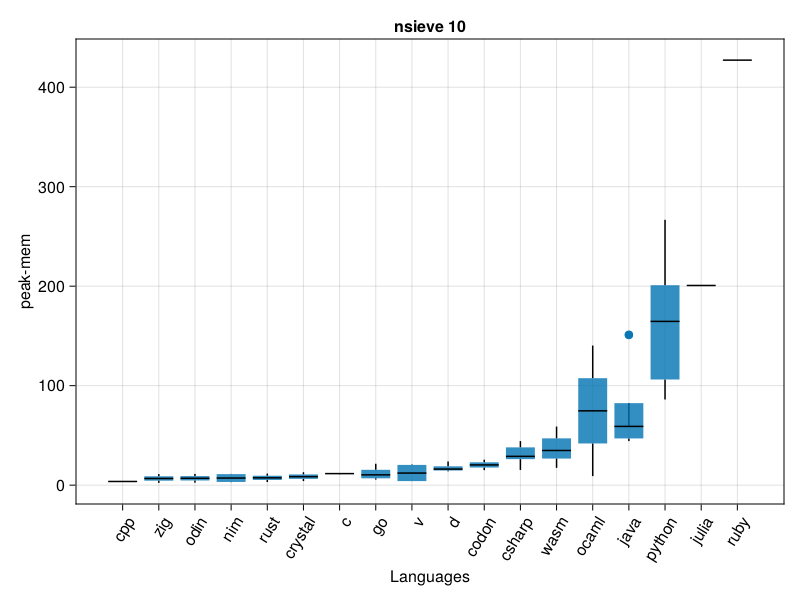 nsieve 10
peak-mem
400
300
200
100
0
cpp
zig
odin
nim
rust
crystal
c
go
v
d
codon
csharp
wasm
ocaml
java
python
julia
ruby
Languages